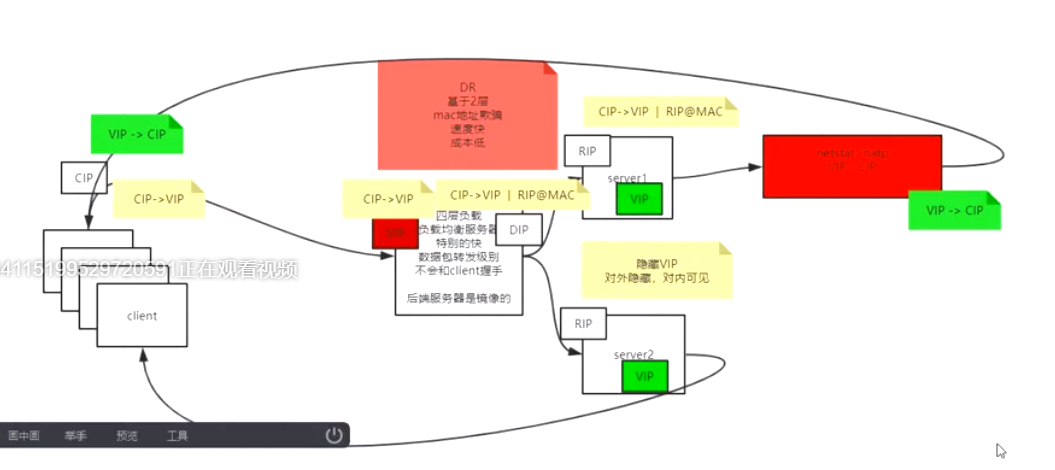 DR
基于2层
mac地址欺骗
速度快
成本低
VIP -> CIP
CIP
CIP->VIP
CIP->VIP
CIP->VIP | RIP@MAC
CIP->VIP | RIP@MAC
RIP
server1
VIP
netstat natp
VIP CIP
VIP -> CIP
VIP
DIP
四层负载
负载均衡服务器
特别的快
数据包转发级别
不会和client握手
后端服务器是镜像的
隐藏VIP
对外隐藏，对内可见
41151995297205​91正在观看视频
client
RIP
server2
VIP
画中画
举手
预览
工具